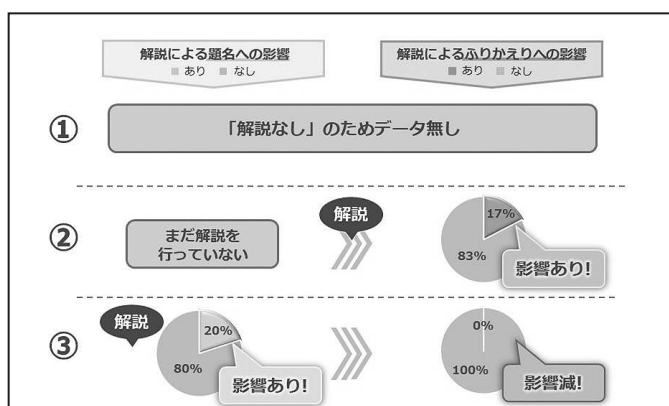 解説による題名への影響
あり なし
解説によるふりかえりへの影響
あり なし
①
「解説なし」のためデータ無し
②
まだ解説を
行っていない
解説
17%
83%
影響あり!
③
解説
20%
80%
影響あり!
0%
100%
影響減!